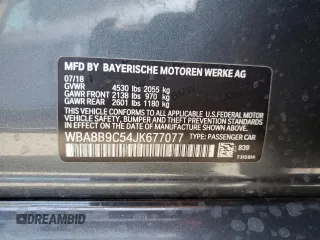 MFD BY BAYERISCHE MOTOREN WERKE AG
07/18
GVWR 4530 lbs 2055 kg
GAWR FRONT 2138 lbs 970 kg
GAWR REAR 2601 lbs 1180 kg
THIS VEHICLE CONFORMS TO ALL APPLICABLE U.S. FEDERAL MOTOR VEHICLE SAFETY, BUMPER, AND THEFT PREVENTION STANDARDS IN EFFECT ON THE DATE OF MANUFACTURE SHOWN ABOVE.
WBA8B9C54JK677077 TYPE: PASSENGER CAR
B39
DREAMBID